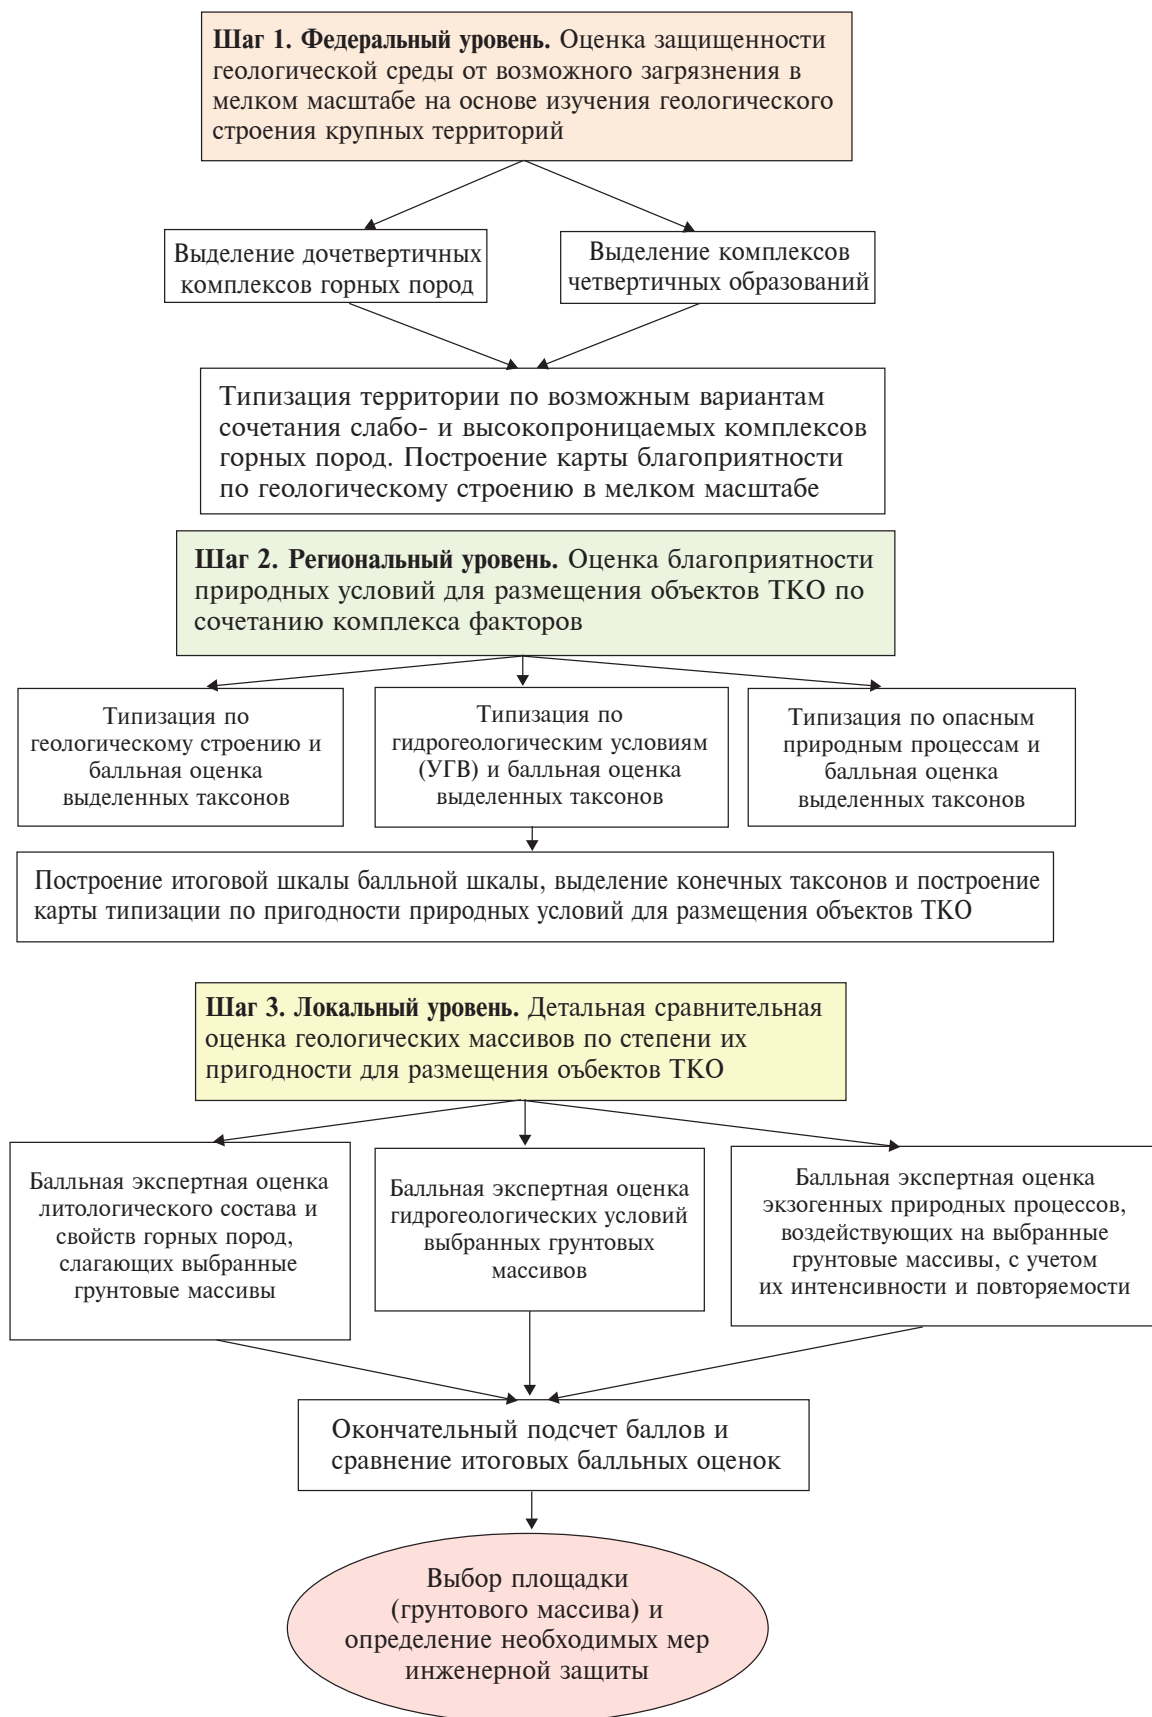 Шаг 1. Федеральный уровень. Оценка защищенности
геологической среды от возможного загрязнения в
мелком масштабе на основе изучения геологического
строения крупных территорий
Выделение дочетвертичных
комплексов горных пород
Выделение комплексов
четвертичных образований
Типизация территории по возможным вариантам
сочетания слабо- и высокопроницаемых комплексов
горных пород. Построение карты благоприятности
по геологическому строению в мелком масштабе
Шаг 2. Региональный уровень. Оценка благоприятности
природных условий для размещения объектов ТКО по
сочетанию комплекса факторов
Типизация по
геологическому строению и
балльная оценка
выделенных таксонов
Типизация по
гидрогеологическим условиям
(УГВ) и балльная оценка
выделенных таксонов
Типизация по опасным
природным процессам и
балльная оценка
выделенных таксонов
Построение итоговой шкалы балльной шкалы, выделение конечных таксонов и построение
карты типизации по пригодности природных условий для размещения объектов ТКО
Шаг 3. Локальный уровень. Детальная сравнительная
оценка геологических массивов по степени их
пригодности для размещения оъбектов ТКО
Балльная экспертная оценка
литологического состава и
свойств горных пород,
слагающих выбранные
грунтовые массивы
Балльная экспертная оценка
гидрогеологических условий
выбранных грунтовых
массивов
Балльная экспертная оценка
экзогенных природных процессов,
воздействующих на выбранные
грунтовые массивы, с учетом
их интенсивности и повторяемости
Окончательный подсчет баллов и
сравнение итоговых балльных оценок
Выбор площадки
(грунтового массива) и
определение необходимых мер
инженерной защиты